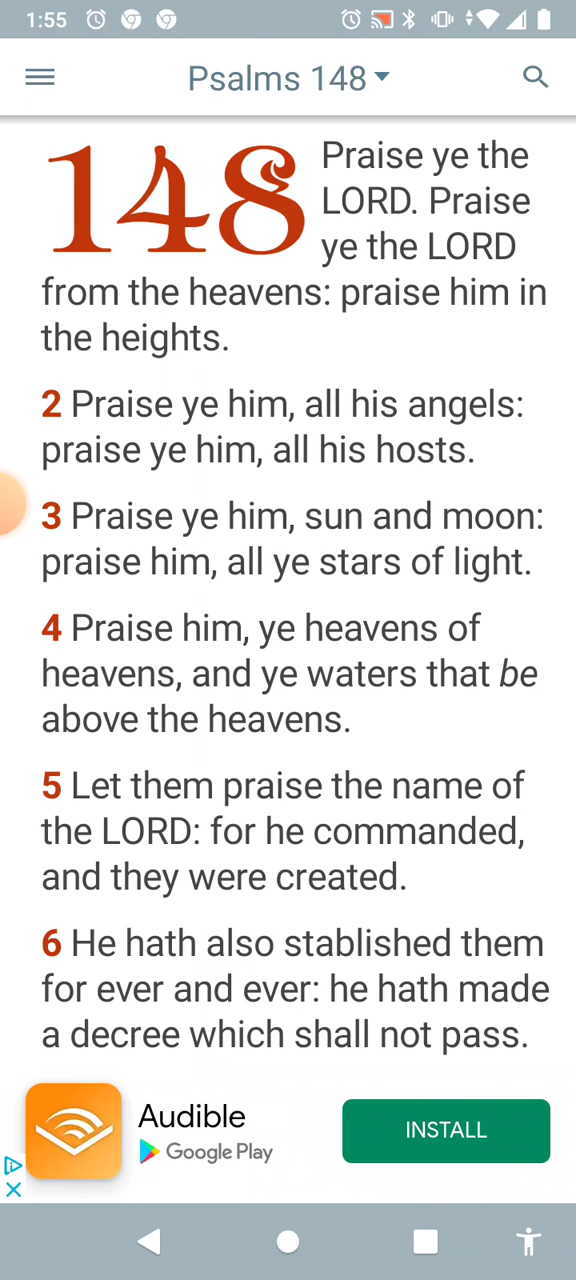 1:55
Psalms 148
148 Praise ye the
LORD. Praise
ye the LORD
from the heavens: praise him in
the heights.
2 Praise ye him, all his angels:
praise ye him, all his hosts.
3 Praise ye him, sun and moon:
praise him, all ye stars of light.
4 Praise him, ye heavens of
heavens, and ye waters that be
above the heavens.
5 Let them praise the name of
the LORD: for he commanded,
and they were created.
6 He hath also stablished them
for ever and ever: he hath made
a decree which shall not pass.
Audible
Google Play
INSTALL